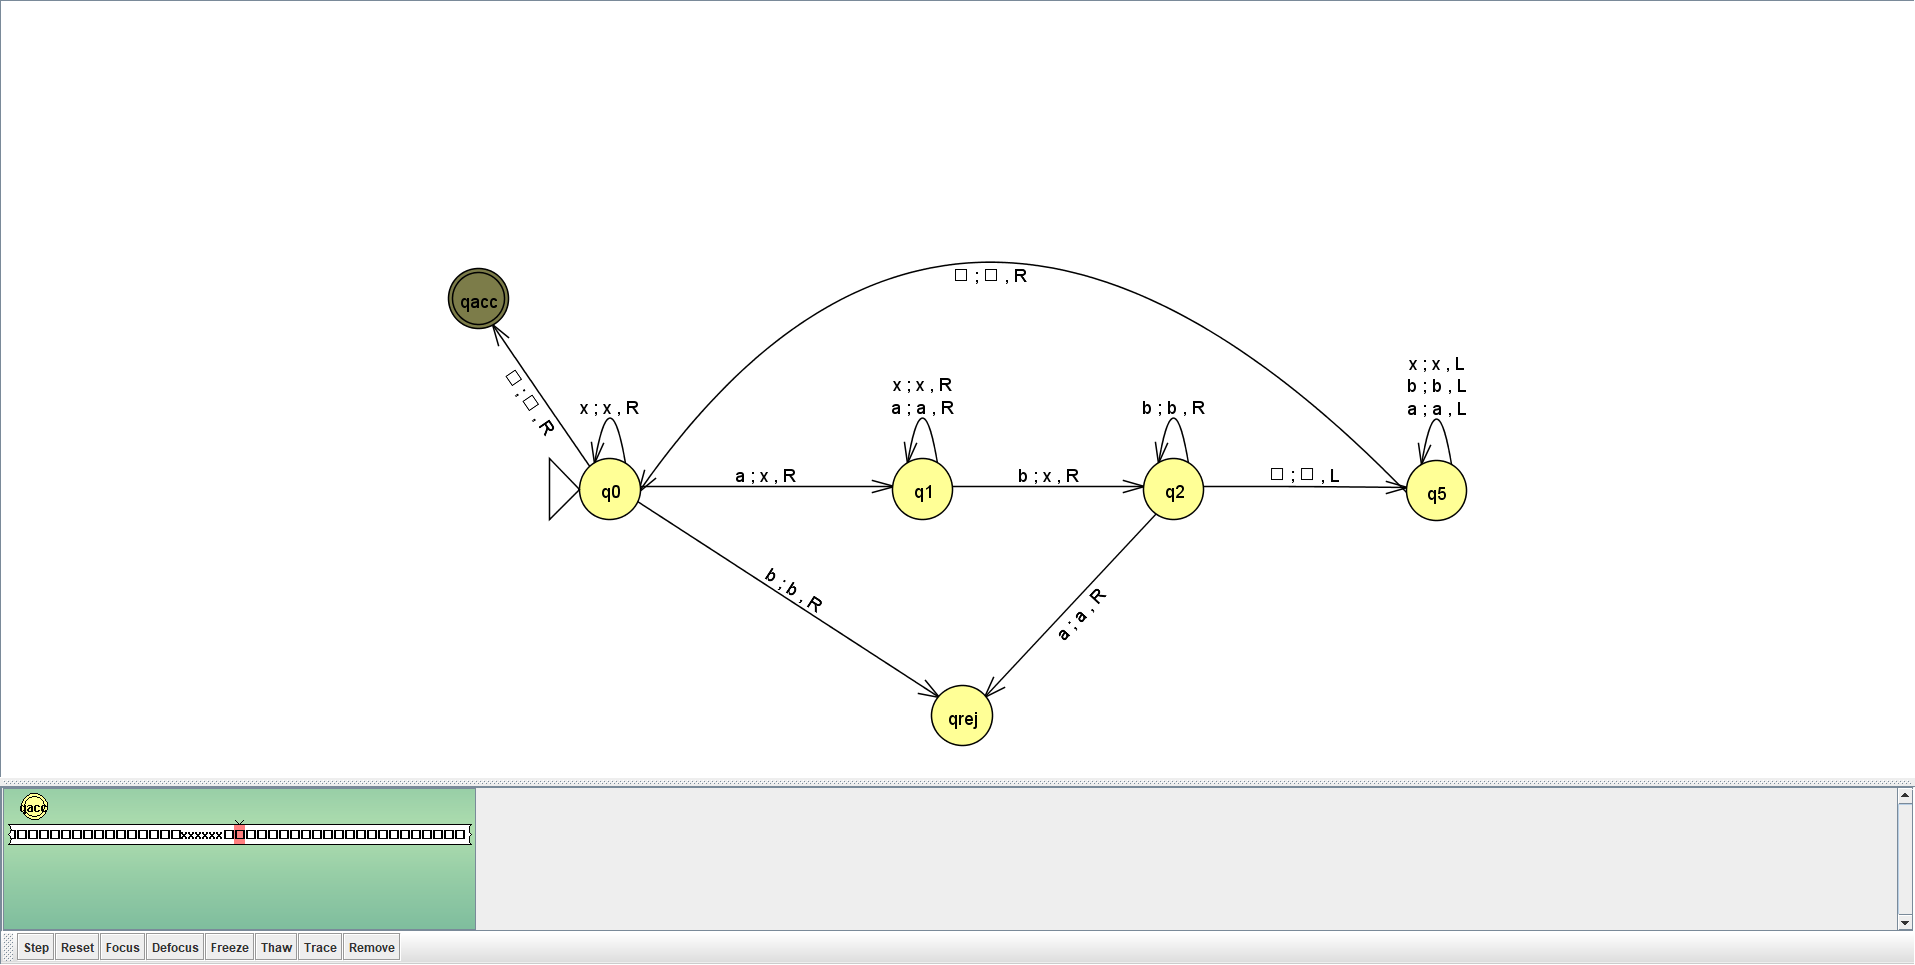 □ ; □ , R
qacc
□ ; □ , R
x ; x , R
x ; x , R
a ; a , R
b ; b , R
x ; x , L
b ; b , L
a ; a , L
q0
a ; x , R
q1
b ; x , R
q2
□ ; □ , L
q5
b ; b , R
a ; a , R
qrej
qacc
□□□□□□□□□□□□□□□□xxxxxx□□□□□□□□□□□□□□□□□□□□□□
Step Reset Focus Defocus Freeze Thaw Trace Remove